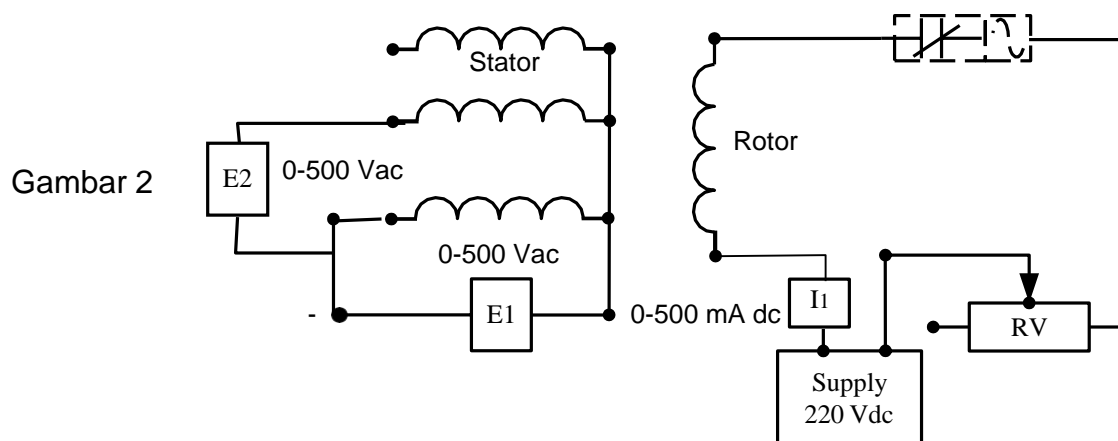 Stator
E2
0-500 Vac
Gambar 2
Rotor
0-500 Vac
-
E1
0-500 mA dc
I1
RV
Supply
220 Vdc